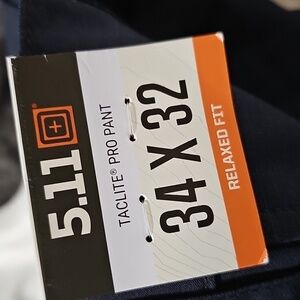 5.11®
TACLITE® PRO PANT
34 X 32
RELAXED FIT